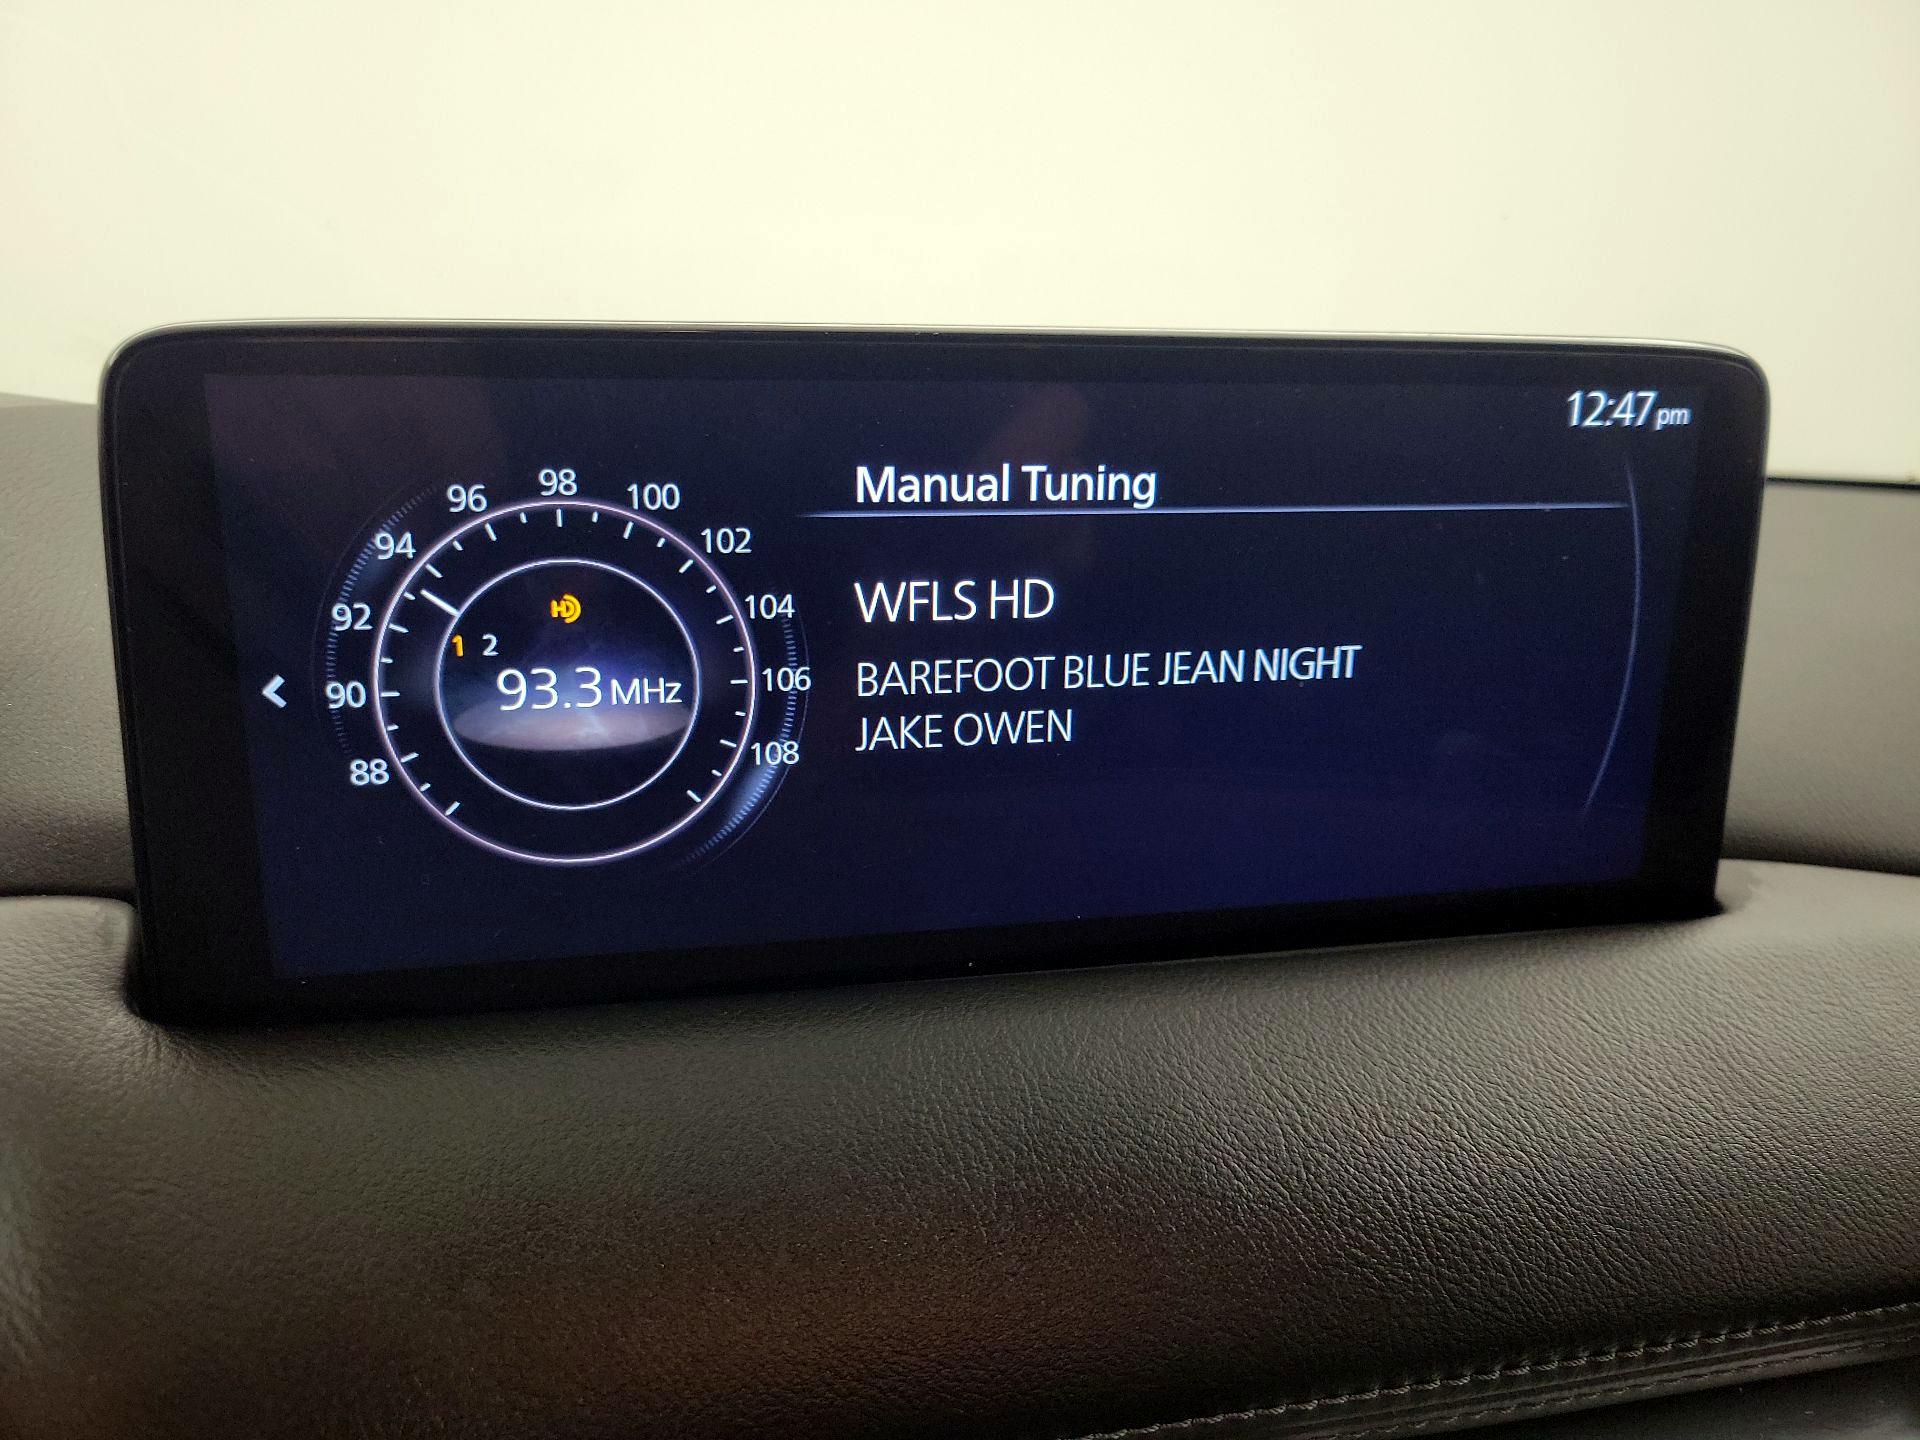 12:47 pm
Manual Tuning
96 98 100
94 102
92 104
90 106
88 108
HD
1 2
93.3 MHz
WFLS HD
BAREFOOT BLUE JEAN NIGHT
JAKE OWEN